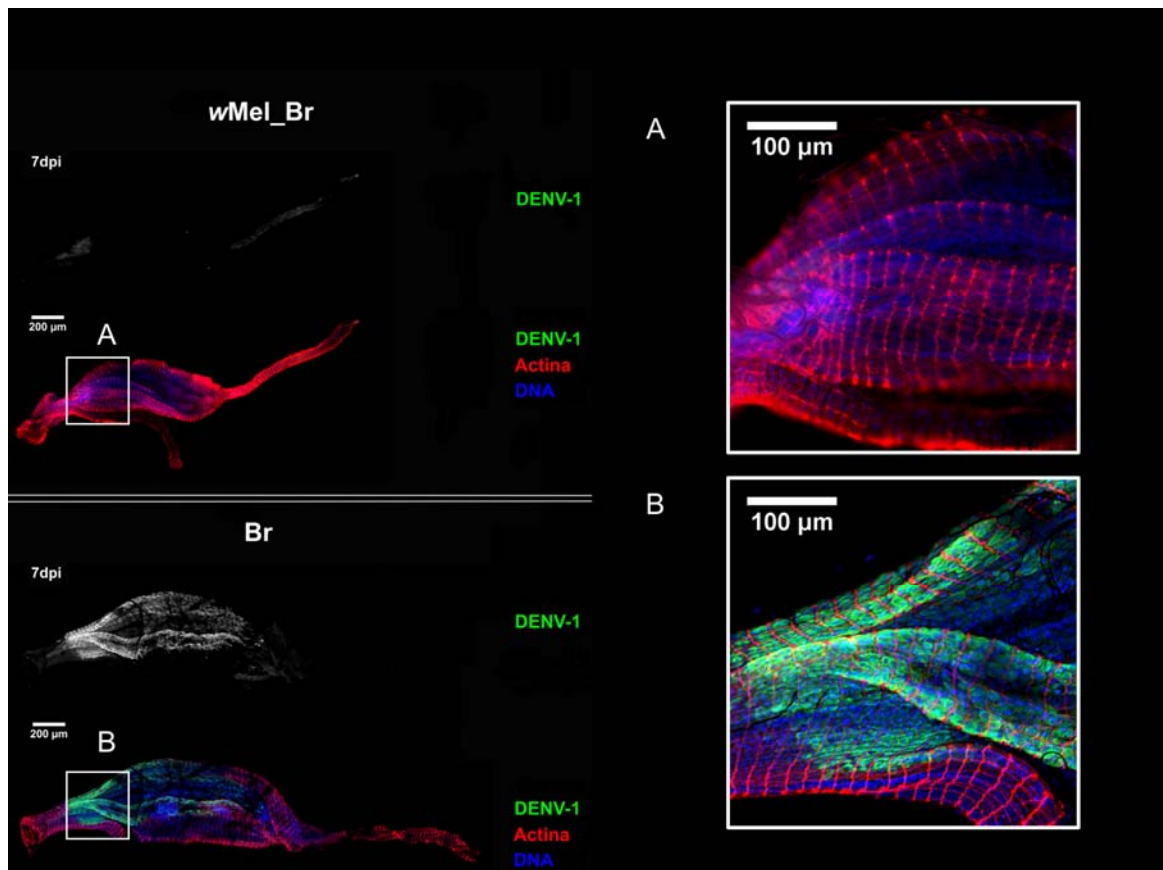 wMel_Br
7dpi
DENV-1
200 µm
A
DENV-1
Actina
DNA
Br
7dpi
DENV-1
200 µm
B
DENV-1
Actina
DNA
A
100 µm
B
100 µm